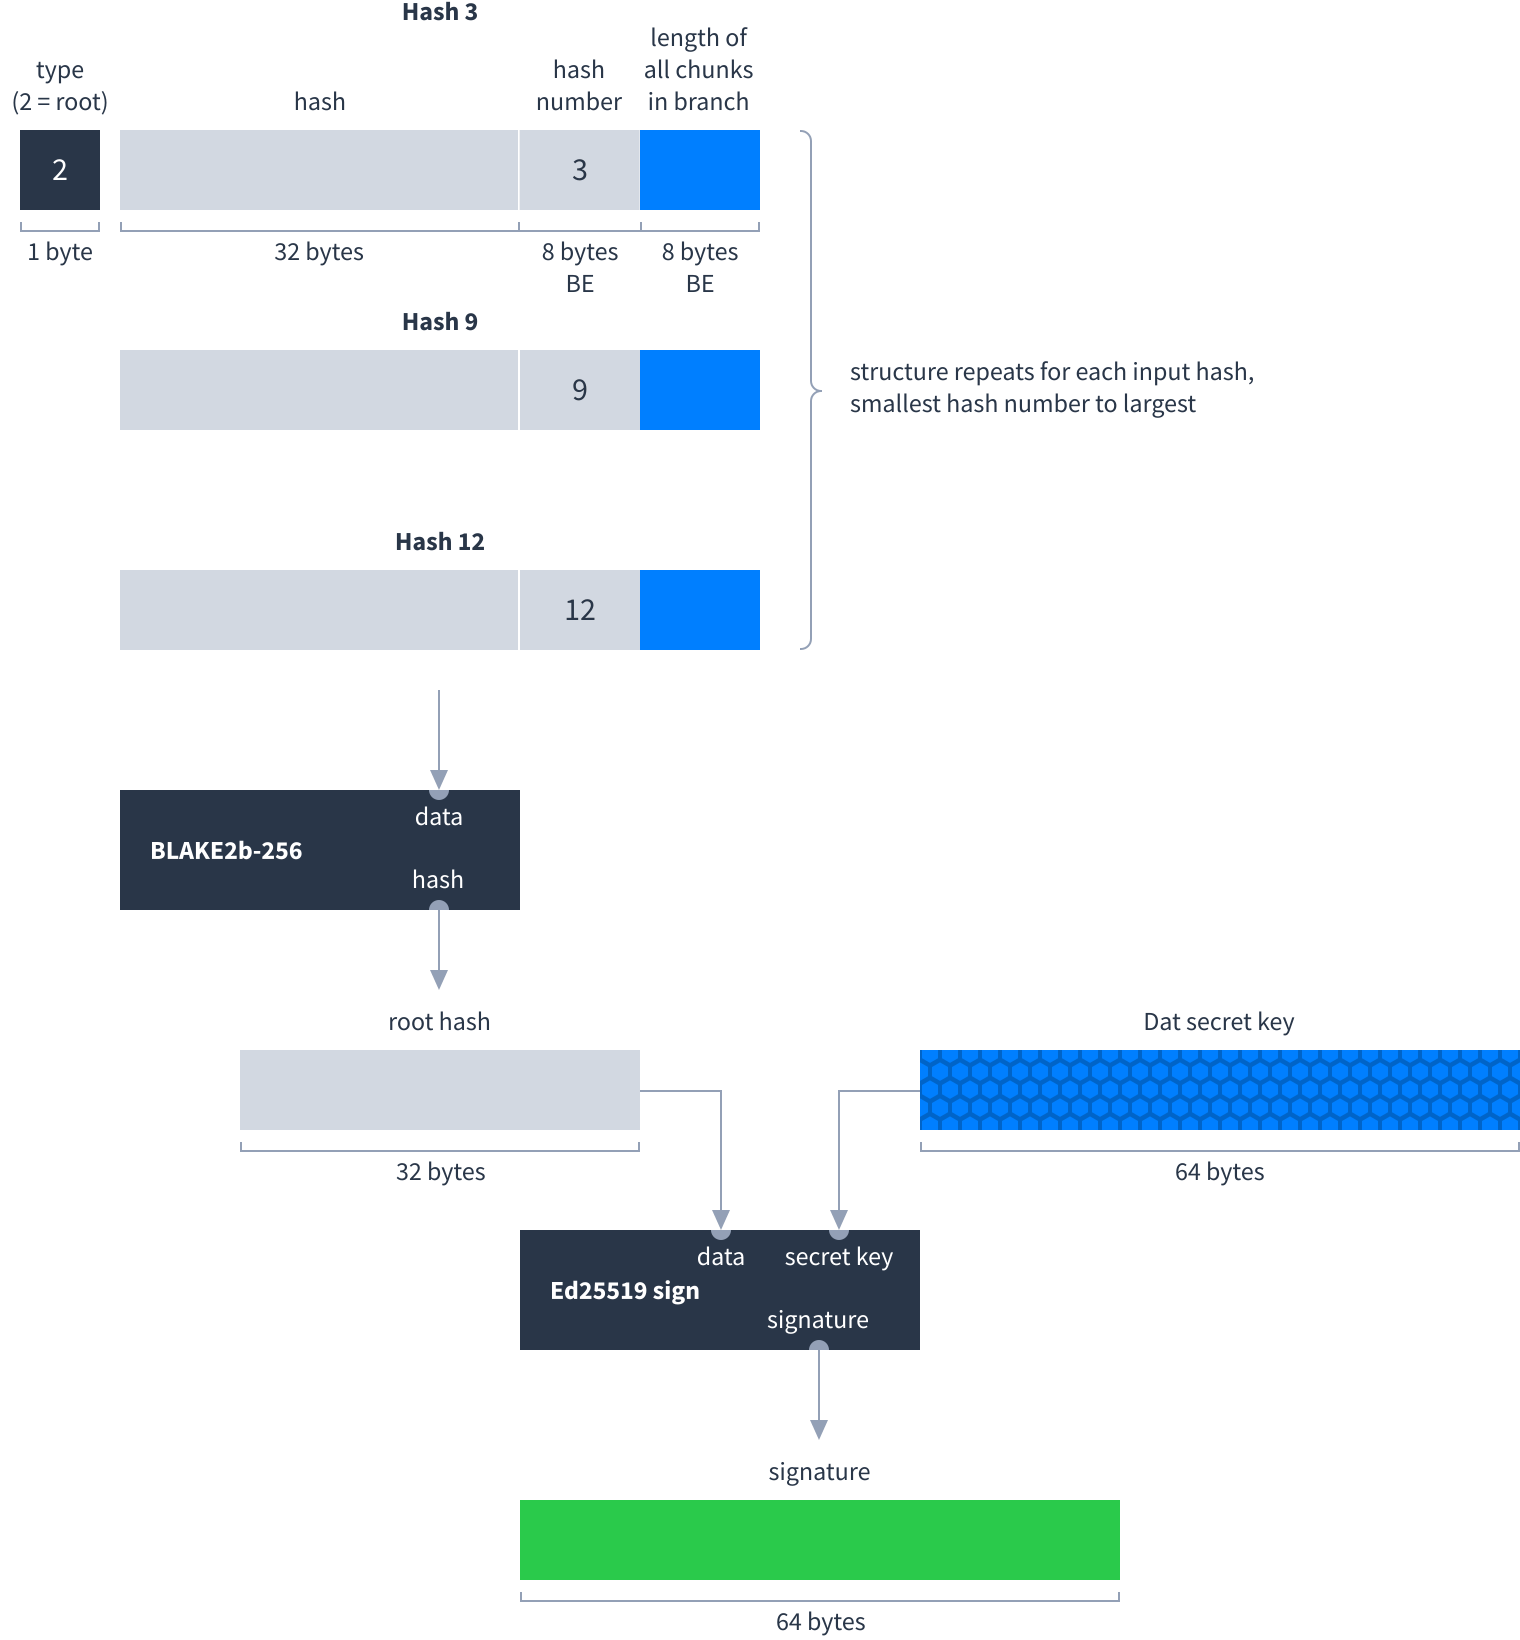 Hash 3
type
(2 = root)
hash
hash
number
length of
all chunks
in branch
2
3
1 byte
32 bytes
8 bytes
BE
8 bytes
BE
Hash 9
9
structure repeats for each input hash,
smallest hash number to largest
Hash 12
12
data
BLAKE2b-256
hash
root hash
Dat secret key
32 bytes
64 bytes
data
secret key
Ed25519 sign
signature
signature
64 bytes